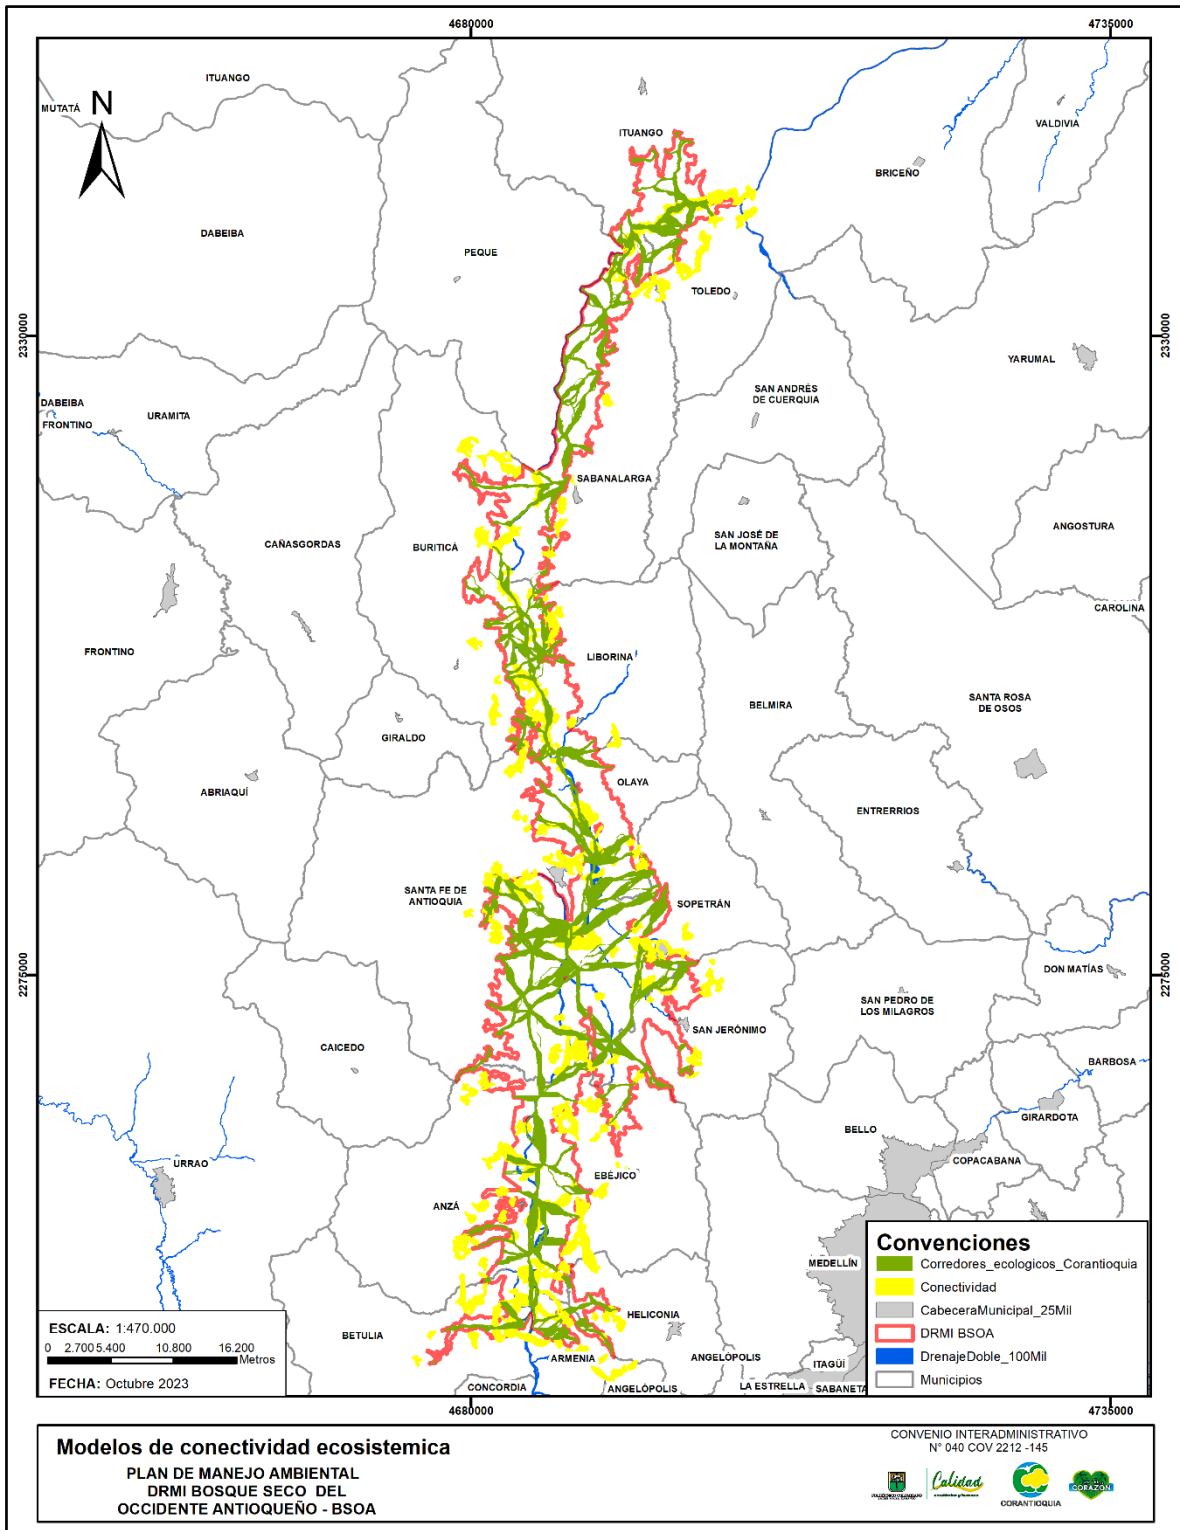 4680000
4735000
ITUANGO
MUTATÁ
N
ITUANGO
VALDIVIA
BRICEÑO
DABEIBA
PEQUE
TOLEDO
2330000
2330000
YARUMAL
SAN ANDRÉS
DE CUERQUIA
DABEIBA
URAMITA
FRONTINO
SABANALARGA
ANGOSTURA
SAN JOSÉ DE
LA MONTAÑA
CAÑASGORDAS
BURITICÁ
CAROLINA
FRONTINO
LIBORINA
SANTA ROSA
DE OSOS
BELMIRA
GIRALDO
OLAYA
ABRIAQUÍ
ENTRERRIOS
SANTA FE DE
ANTIOQUIA
SOPETRÁN
2275000
2275000
DON MATÍAS
SAN PEDRO DE
LOS MILAGROS
SAN JERÓNIMO
CAICEDO
BARBOSA
GIRARDOTA
BELLO
COPACABANA
URRAO
EBÉJICO
ANZÁ
MEDELLÍN
HELICONIA
BETULIA
ARMENIA
ANGELÓPOLIS
ITAGÜÍ
CONCORDIA
ANGELÓPOLIS
LA ESTRELLA
SABANETA
Convenciones
Corredores_ecologicos_Corantioquia
Conectividad
CabeceraMunicipal_25Mil
DRMI BSOA
DrenajeDoble_100Mil
Municipios
ESCALA: 1:470.000
0 2.700 5.400 10.800 16.200
Metros
FECHA: Octubre 2023
4680000
4735000
Modelos de conectividad ecosistemica
PLAN DE MANEJO AMBIENTAL
DRMI BOSQUE SECO DEL
OCCIDENTE ANTIOQUEÑO - BSOA
CONVENIO INTERADMINISTRATIVO
N° 040 COV 2212 -145
Calidad
CORANTIOQUIA
CORAZÓN